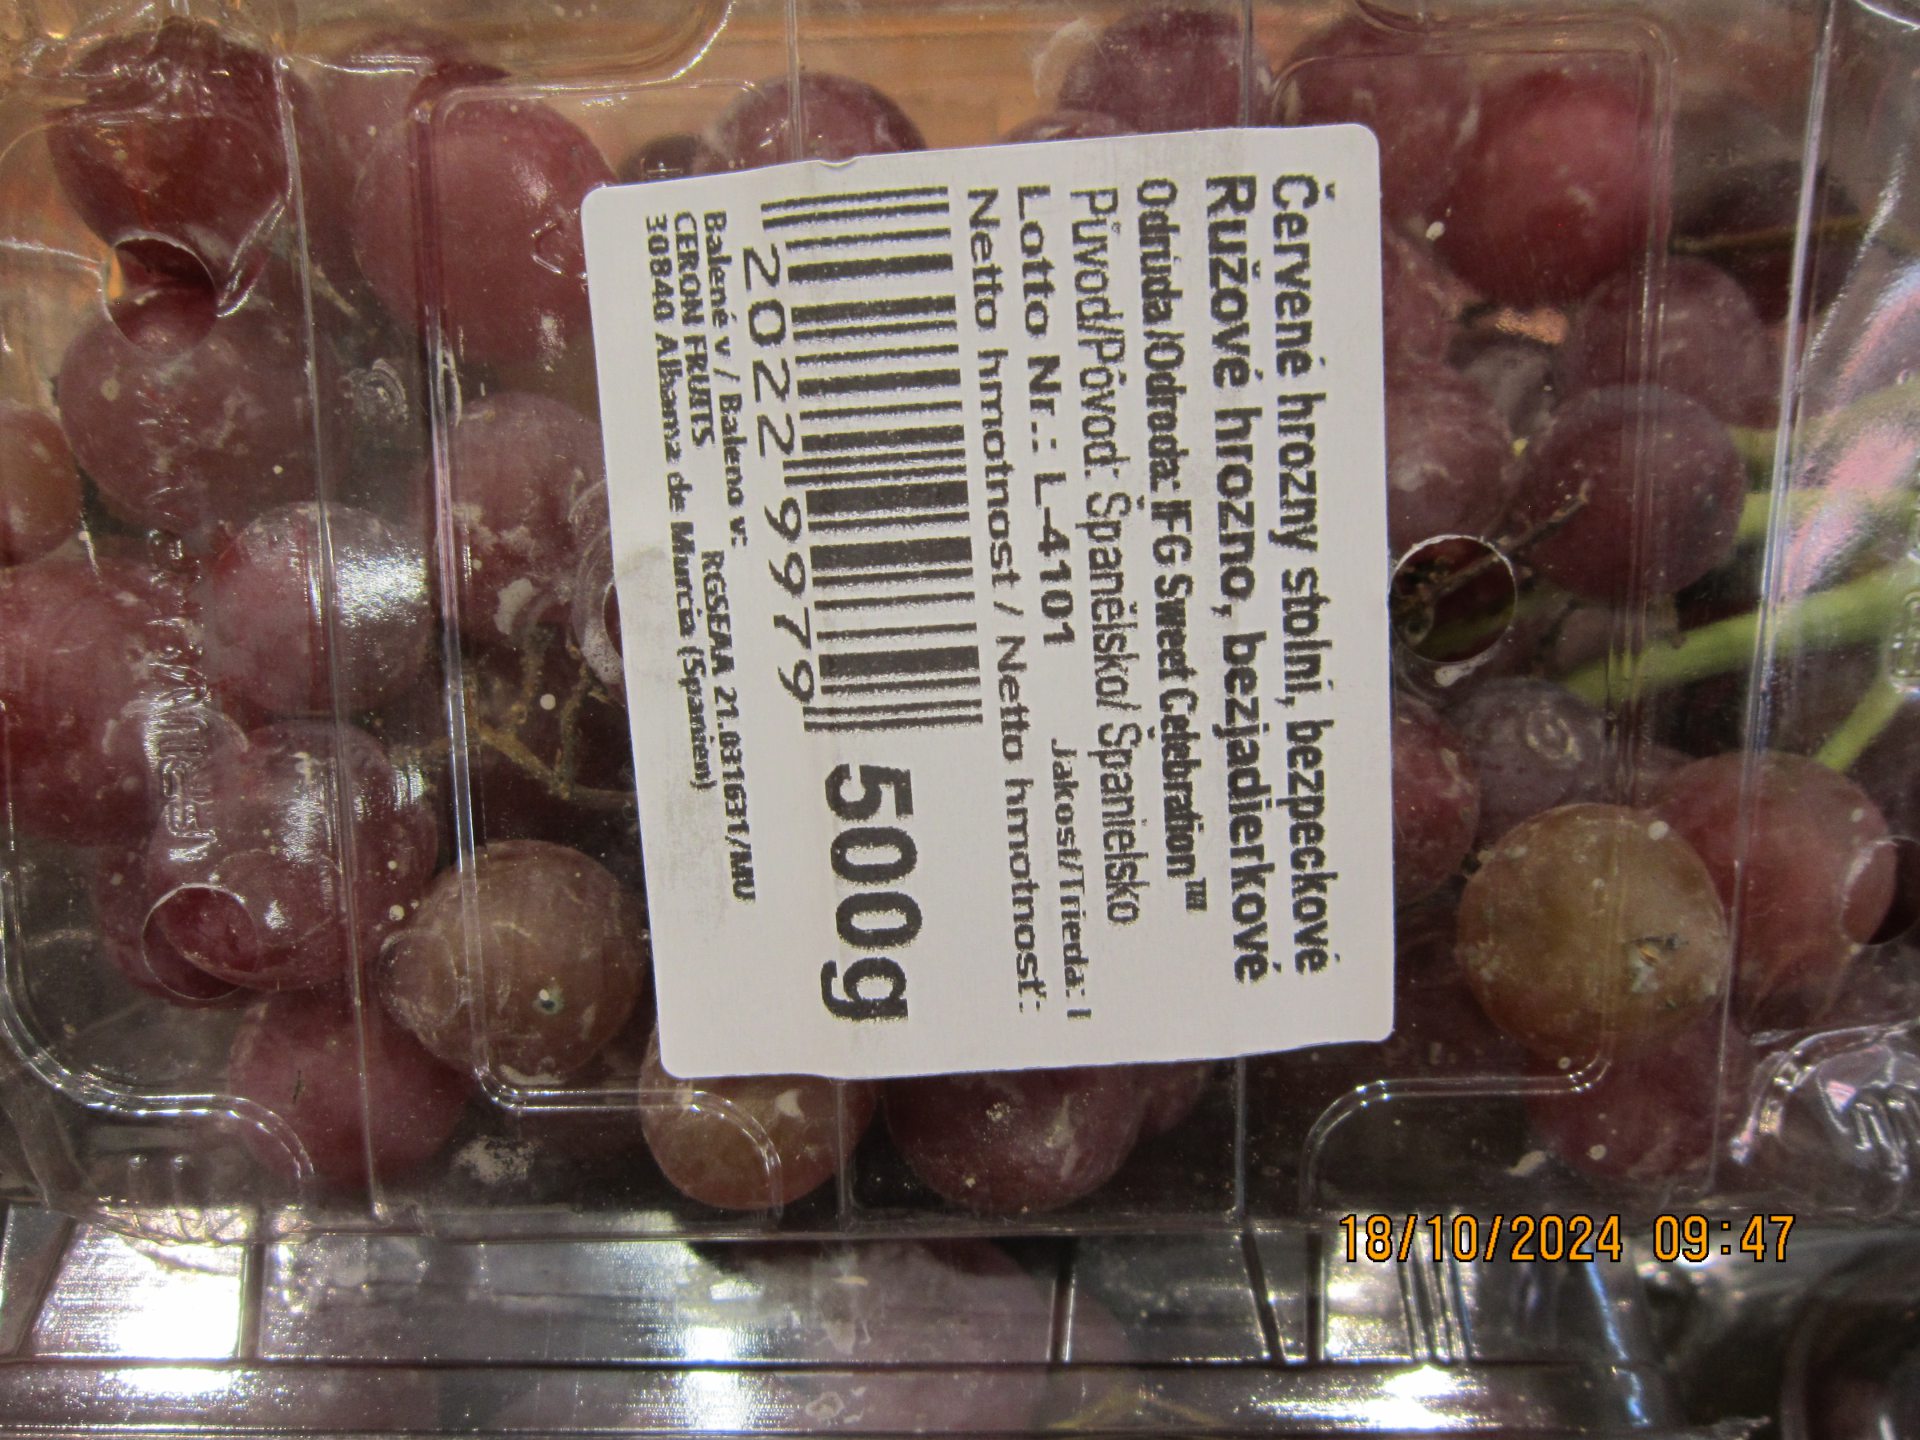 Červené hrozny stolní, bezpeckové
Ružové hrozno, bezjadierkové
Odrůda/Odroda: IFG Sweet Celebration™
Původ/Pôvod: Španělsko/ Španielsko
Lotto Nr.: L-4101 Jakost/Trieda: I
Netto hmotnost / Netto hmotnosť:
500g
20229979
Balené v / Baleno v: RGSEAA 21.031631/MU
CERON FRUITS
30840 Alhama de Murcia (Spanien)
18/10/2024 09:47